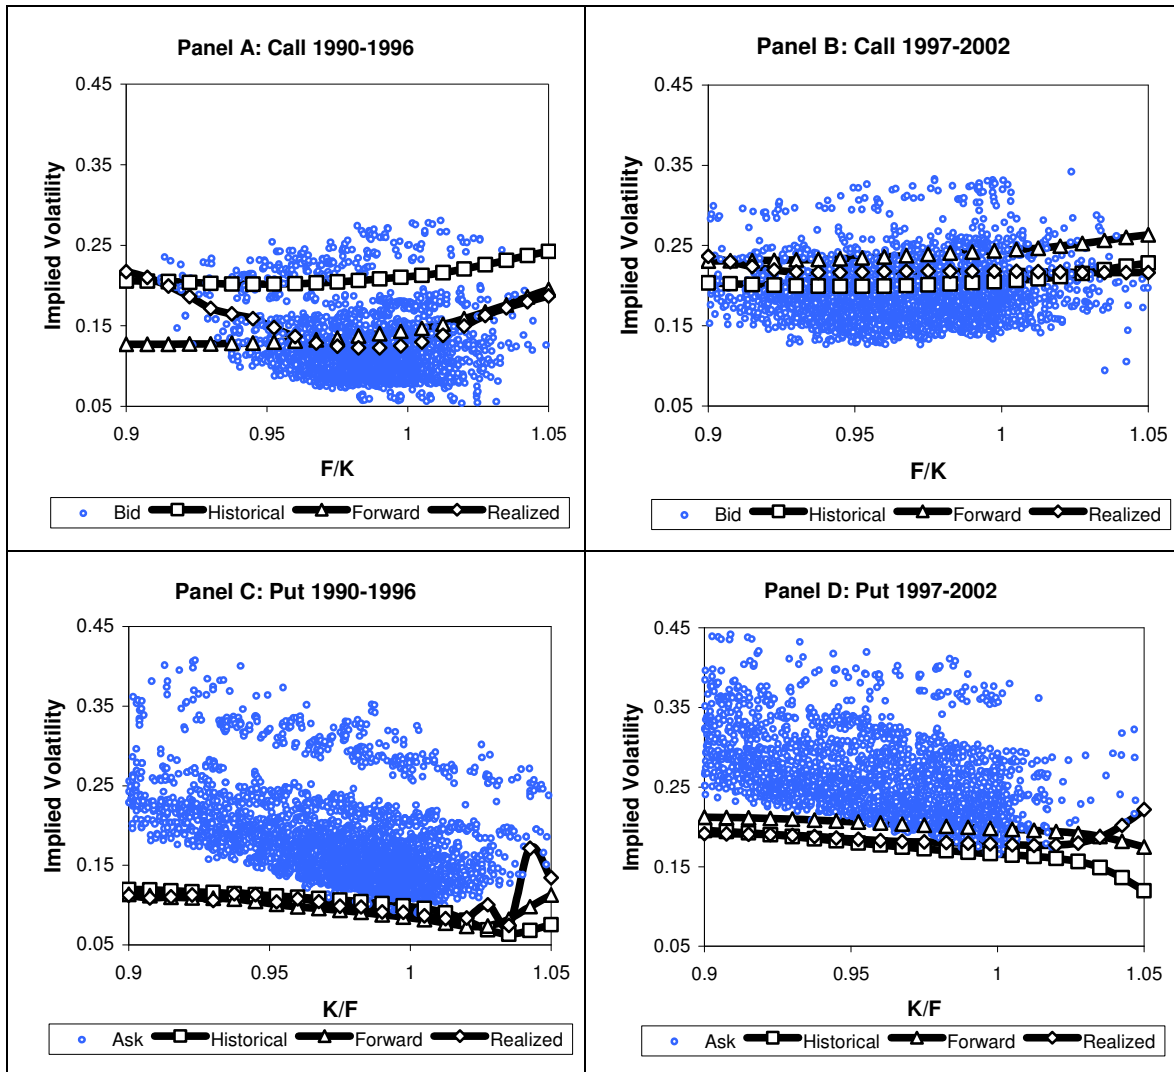 Panel A: Call 1990-1996
0.45
0.35
0.25
0.15
0.05
Implied Volatility
0.9 0.95 1 1.05
F/K
Bid Historical Forward Realized
Panel B: Call 1997-2002
0.45
0.35
0.25
0.15
0.05
Implied Volatility
0.9 0.95 1 1.05
F/K
Bid Historical Forward Realized
Panel C: Put 1990-1996
0.45
0.35
0.25
0.15
0.05
Implied Volatility
0.9 0.95 1 1.05
K/F
Ask Historical Forward Realized
Panel D: Put 1997-2002
0.45
0.35
0.25
0.15
0.05
Implied Volatility
0.9 0.95 1 1.05
K/F
Ask Historical Forward Realized